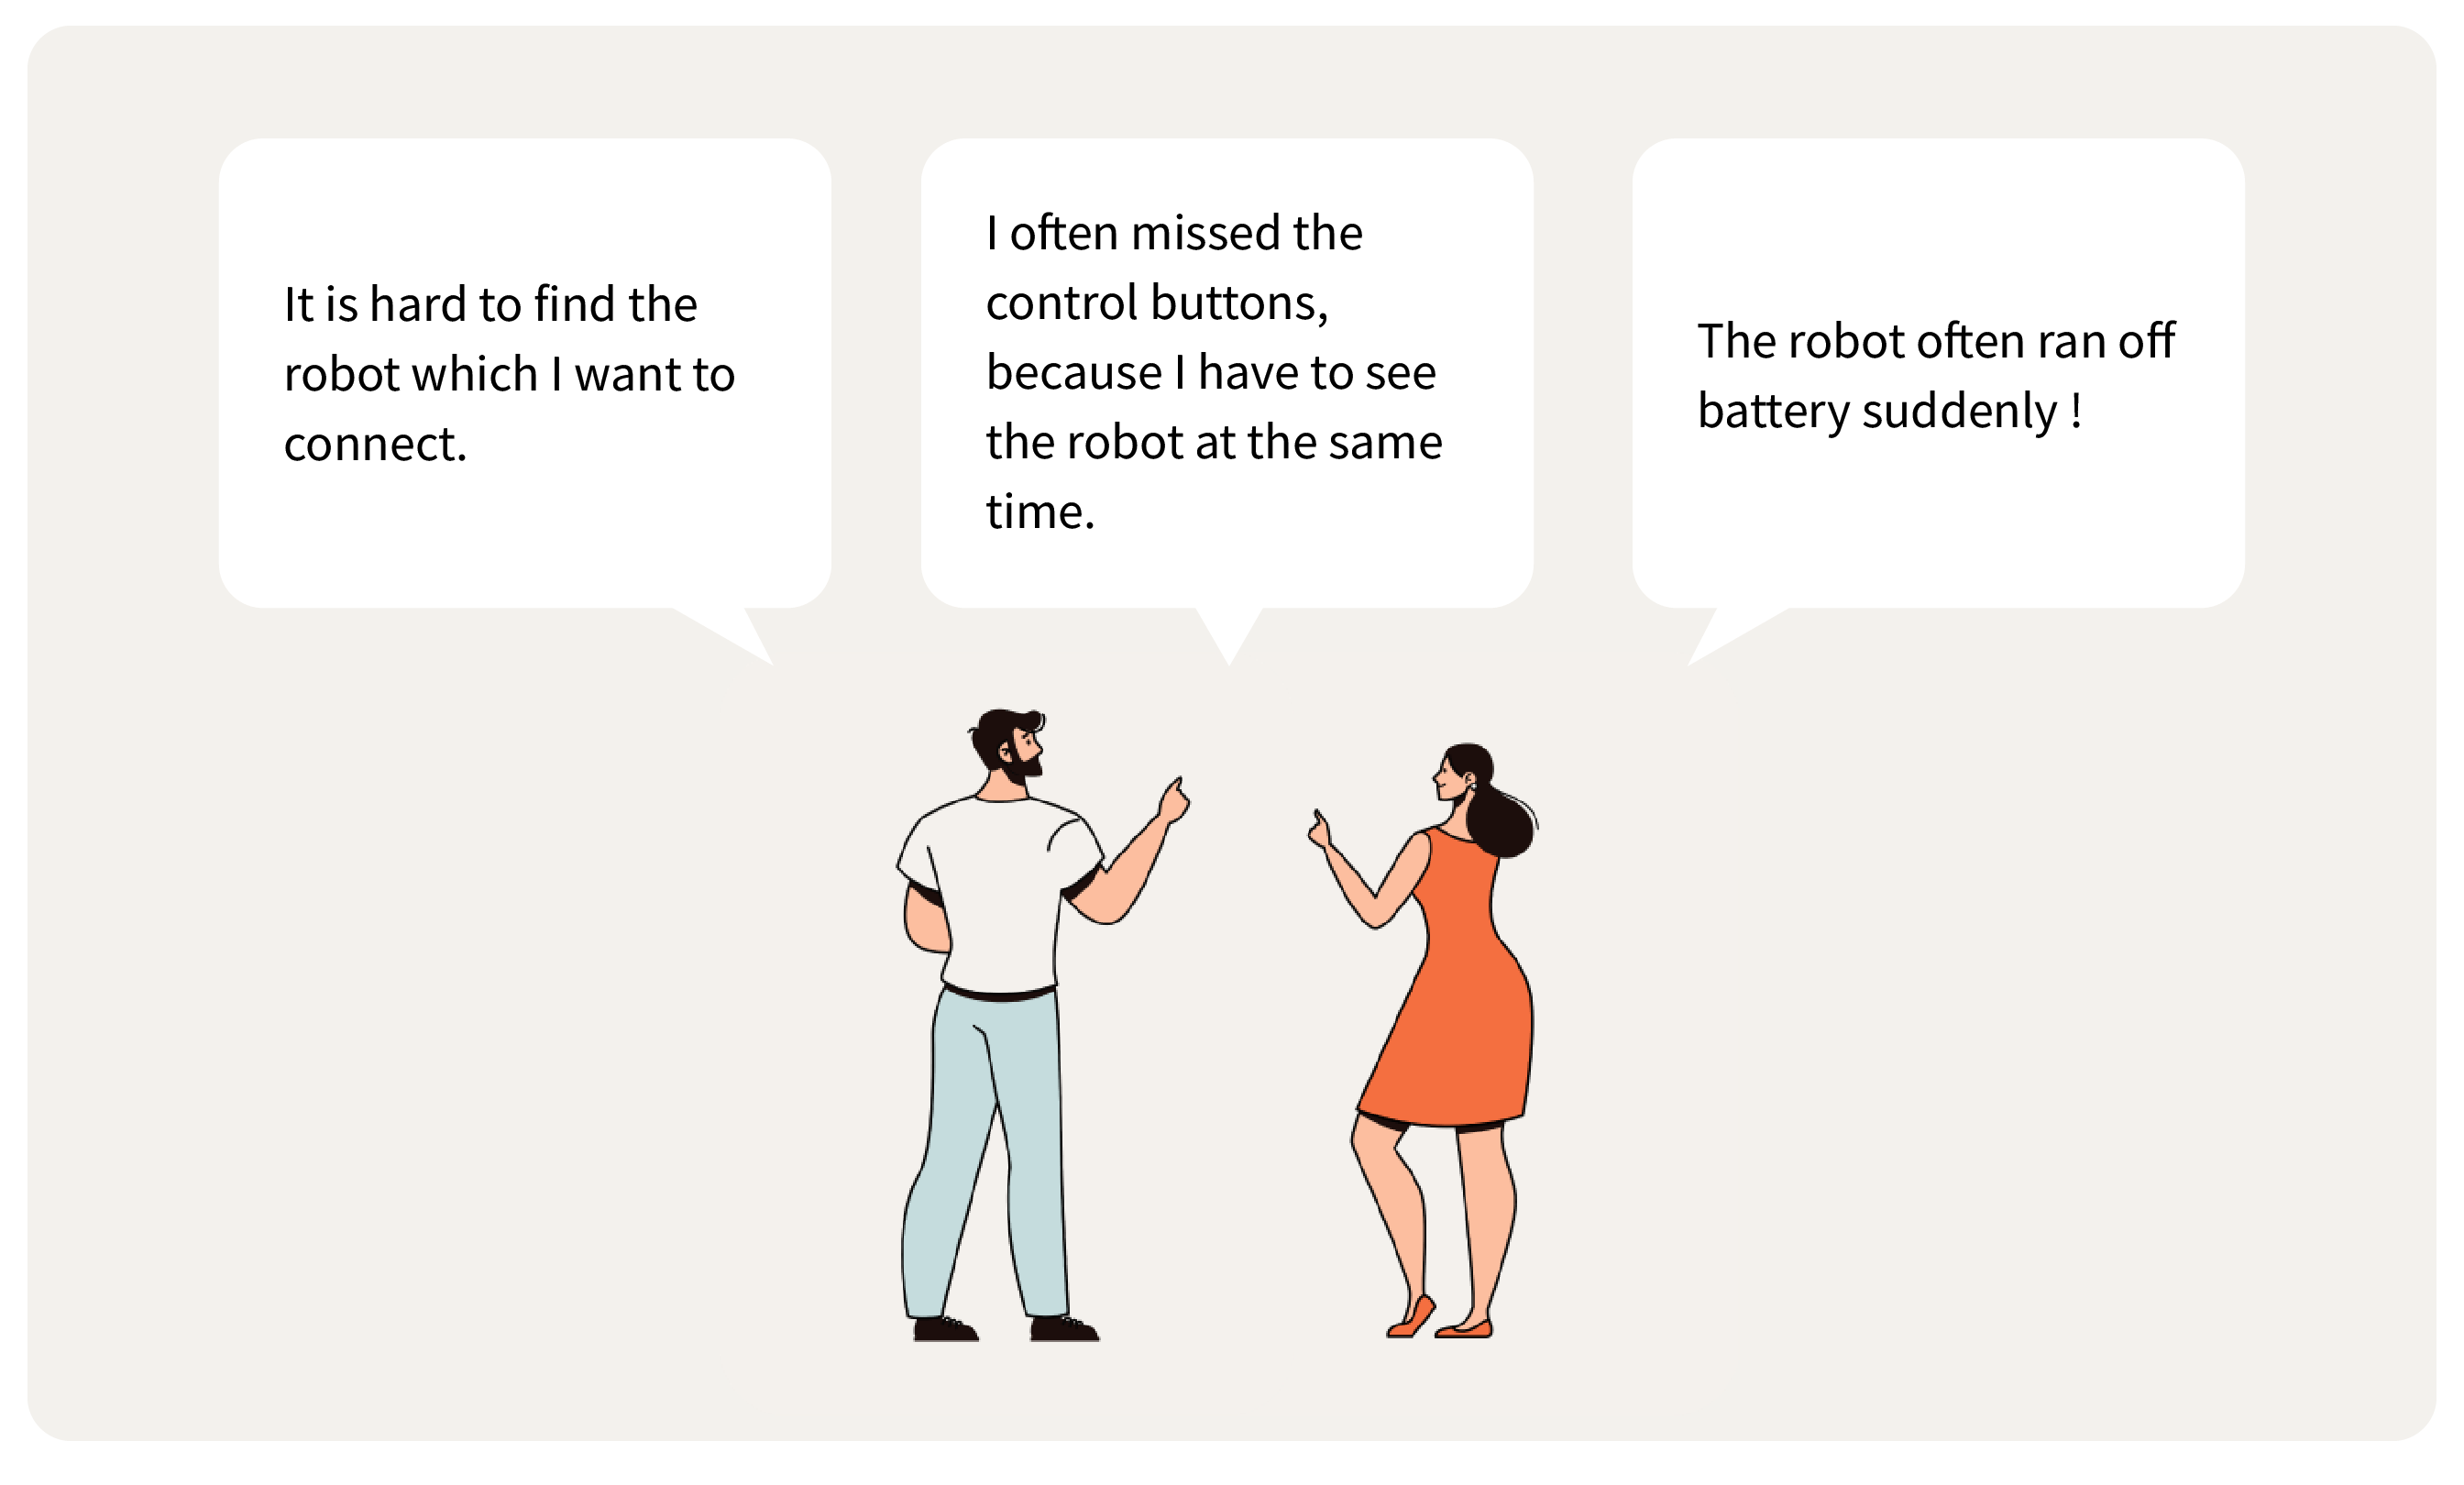 It is hard to find the
robot which I want to
connect.
I often missed the
control buttons,
because I have to see
the robot at the same
time.
The robot often ran off
battery suddenly !